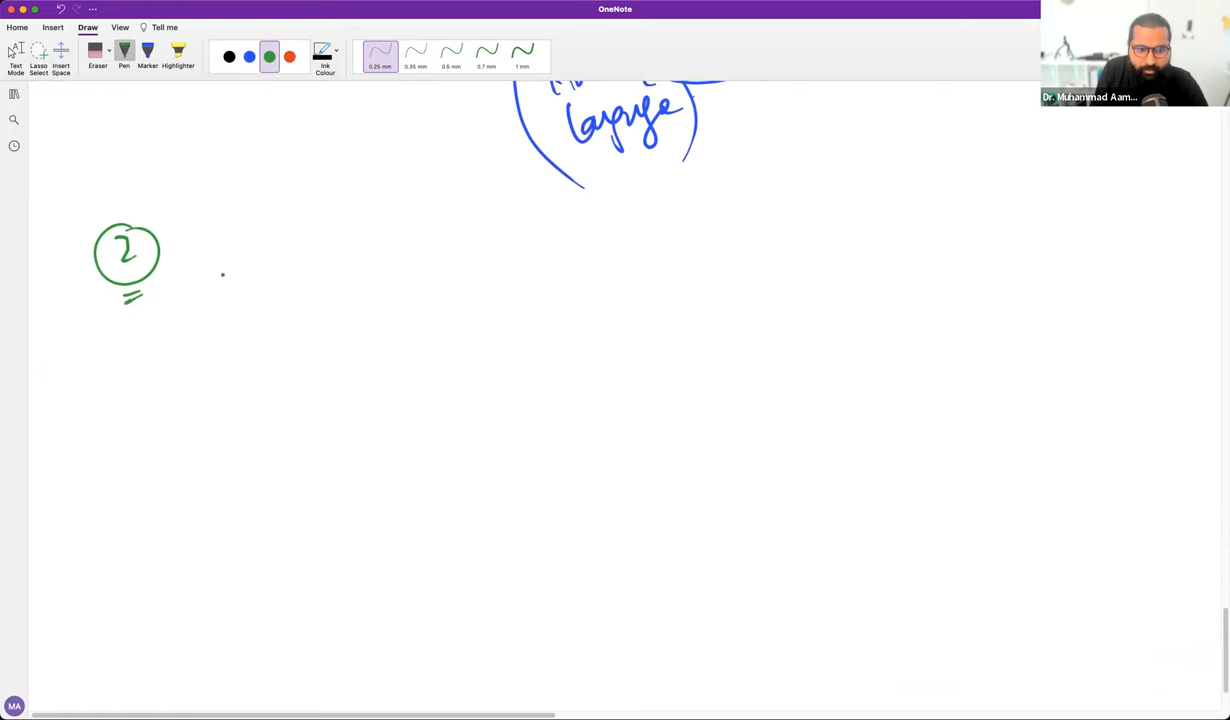 OneNote
Home Insert Draw View Tell me
Text Mode
Lasso Select
Insert Space
Eraser
Pen
Marker
Highlighter
Ink Colour
0.25 mm
0.35 mm
0.5 mm
0.7 mm
1 mm
Dr. Muhammad Aam...
2
MA